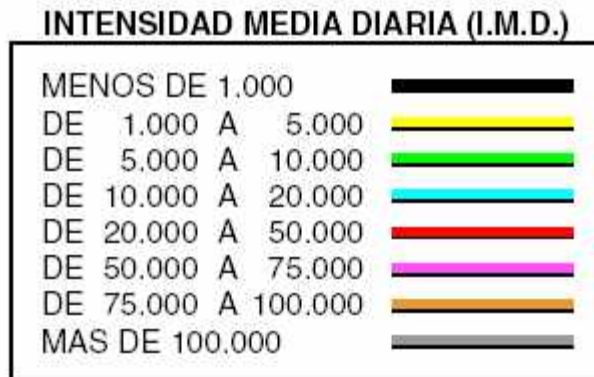 INTENSIDAD MEDIA DIARIA (I.M.D.)
MENOS DE 1.000
DE 1.000 A 5.000
DE 5.000 A 10.000
DE 10.000 A 20.000
DE 20.000 A 50.000
DE 50.000 A 75.000
DE 75.000 A 100.000
MAS DE 100.000